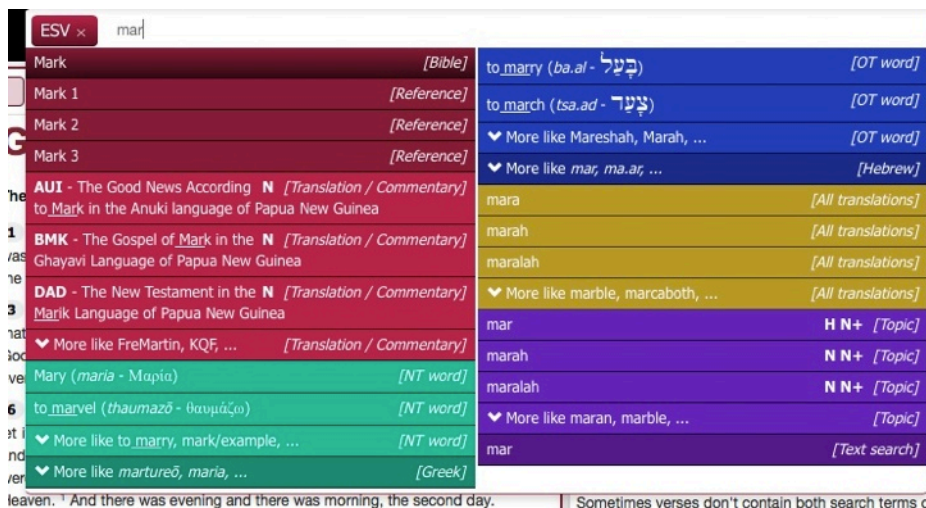 ESV × mar
Mark [Bible]
Mark 1 [Reference]
Mark 2 [Reference]
Mark 3 [Reference]
AUI - The Good News According N [Translation / Commentary]
to Mark in the Anuki language of Papua New Guinea
BMK - The Gospel of Mark in the N [Translation / Commentary]
Ghayavi Language of Papua New Guinea
DAD - The New Testament in the N [Translation / Commentary]
Marik Language of Papua New Guinea
More like FreMartin, KQF, ... [Translation / Commentary]
Mary (maria - Μαρία) [NT word]
to marvel (thaumazō - θαυμάζω) [NT word]
More like to marry, mark/example, ... [NT word]
More like martureō, maria, ... [Greek]
to marry (ba.al - בָּעַל) [OT word]
to march (tsa.ad - צָעַד) [OT word]
More like Mareshah, Marah, ... [OT word]
More like mar, ma.ar, ... [Hebrew]
mara [All translations]
marah [All translations]
maralah [All translations]
More like marble, marcaboth, ... [All translations]
mar H N+ [Topic]
marah N N+ [Topic]
maralah N N+ [Topic]
More like maran, marble, ... [Topic]
mar [Text search]
G
1
3
6
heaven. 1 And there was evening and there was morning, the second day.
Sometimes verses don't contain both search terms